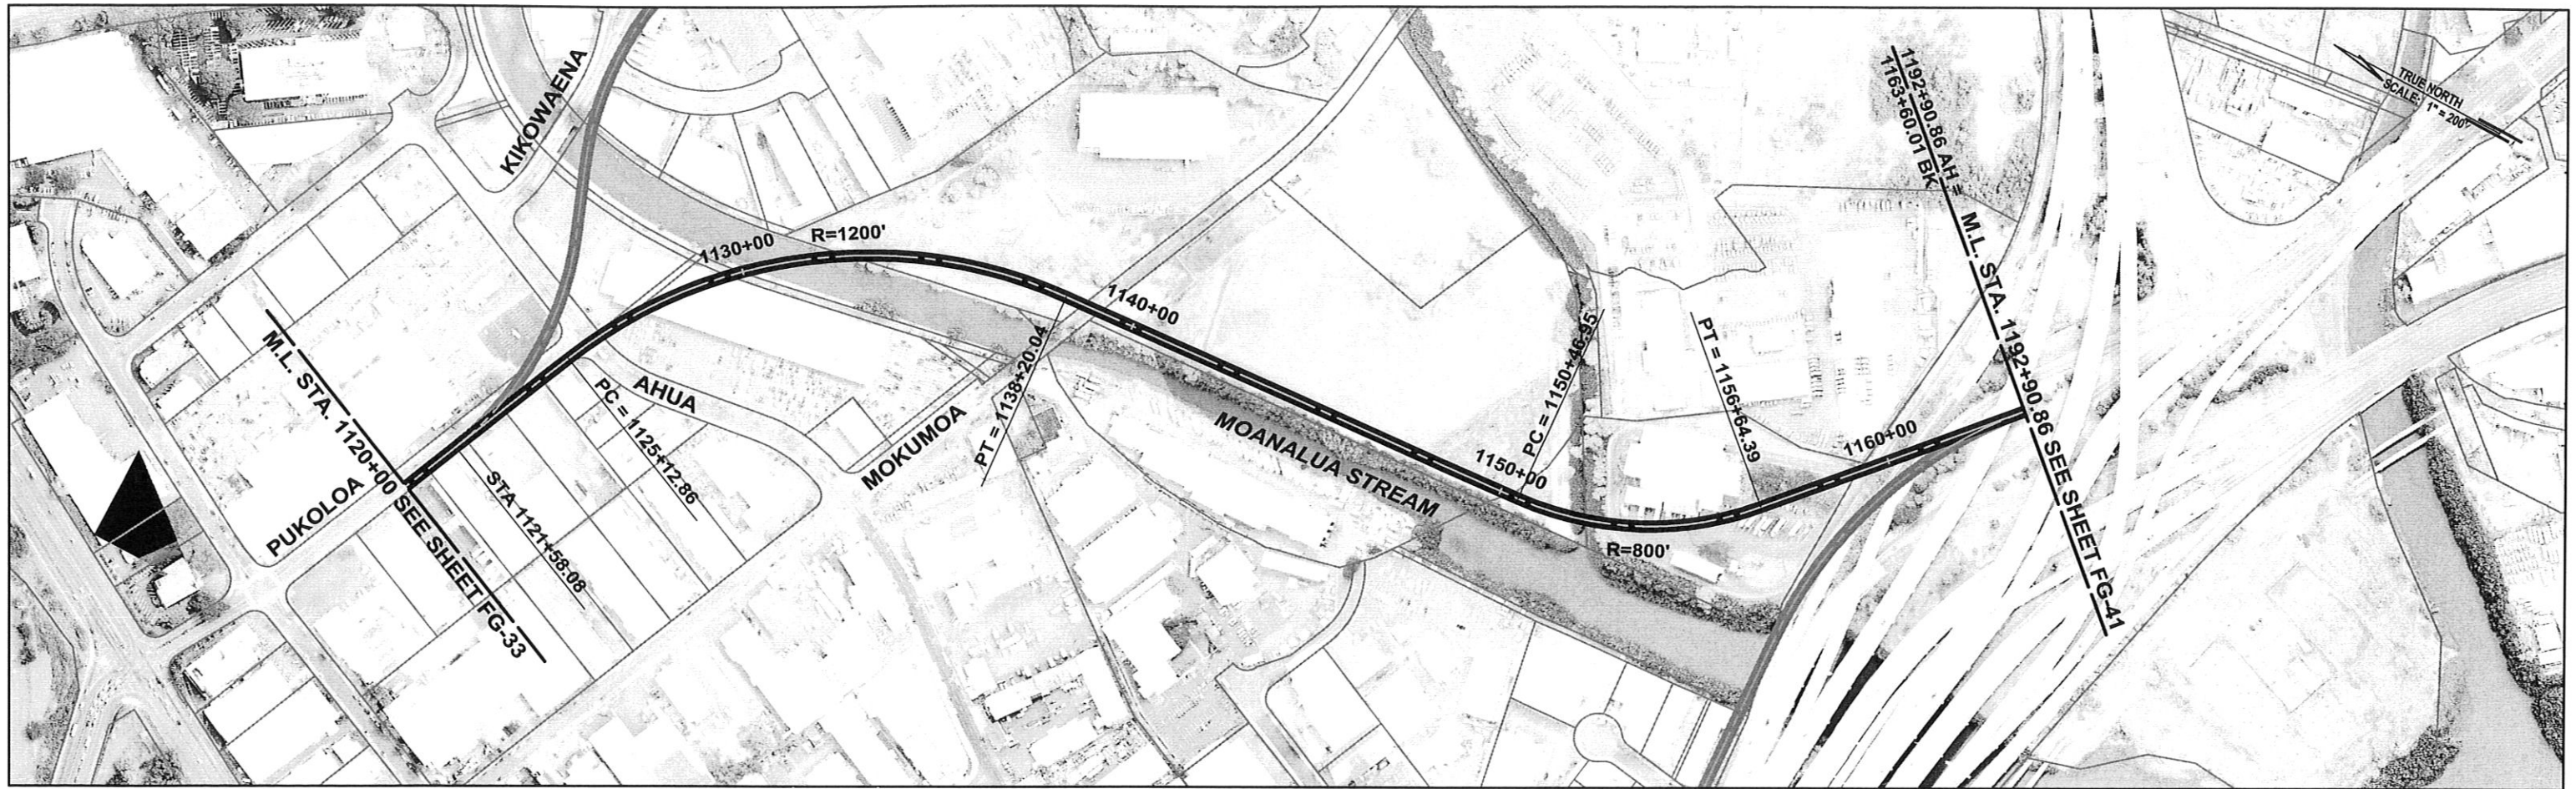 KIKOWAENA
1130+00
R=1200'
1192+90.86 AH =
1163+60.01 BK
TRUE NORTH
SCALE: 1" = 200'
M.L. STA. 1120+00 SEE SHEET FG-33
PUKOLOA
STA 1121+58.08
PC = 1125+12.86
AHUA
MOKUMOA
PT = 1138+20.04
1140+00
MOANALUA STREAM
1150+00
PC = 1150+46.95
R=800'
PT = 1156+64.39
1160+00
M.L. STA. 1192+90.86 SEE SHEET FG-41